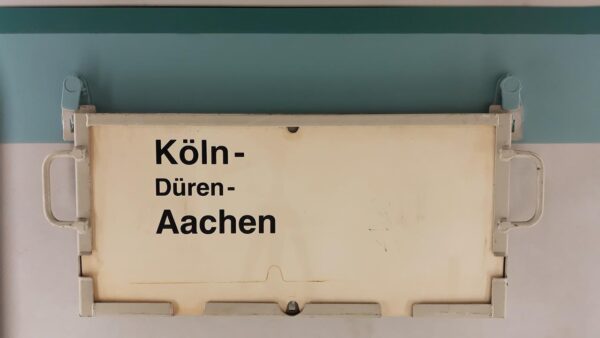 Köln-
Düren-
Aachen